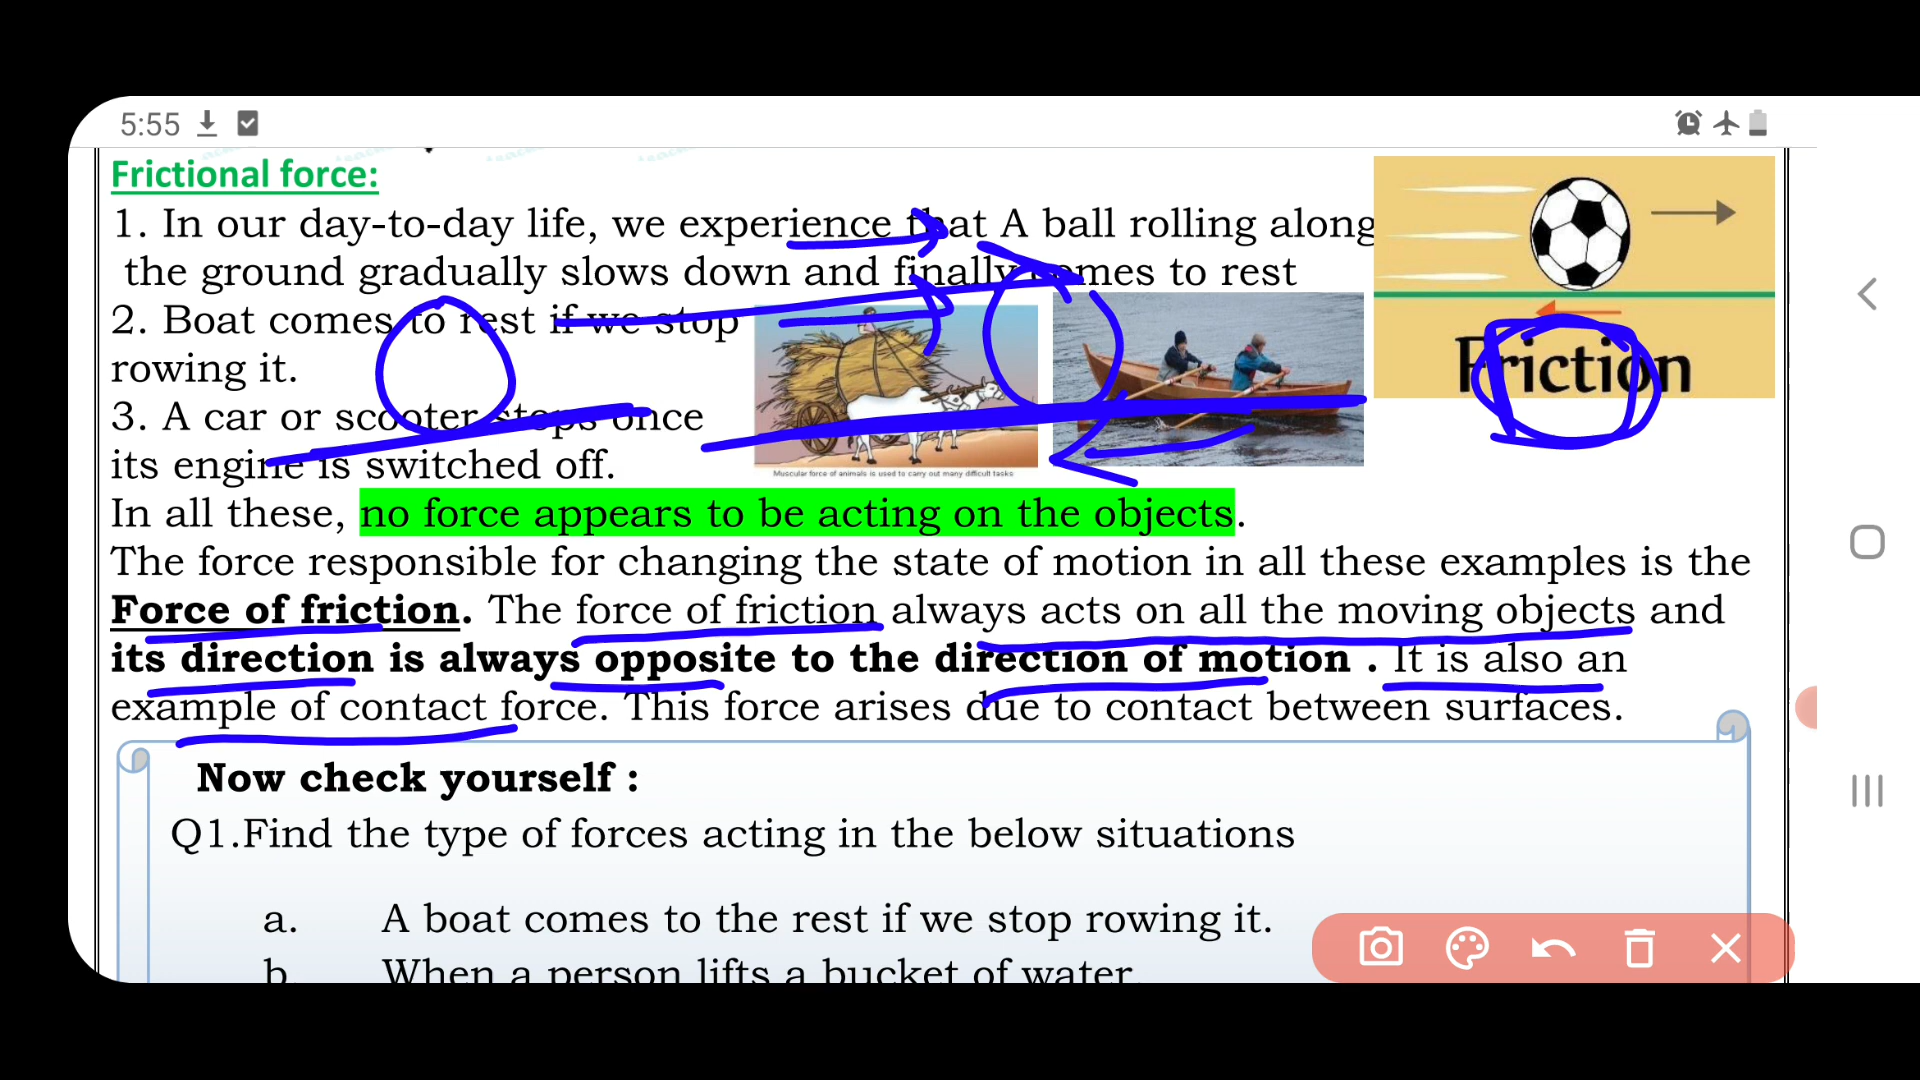 5:55
Frictional force:
1. In our day-to-day life, we experience that A ball rolling along
the ground gradually slows down and finally comes to rest
2. Boat comes to rest if we stop
rowing it.
3. A car or scooter stops once
its engine is switched off.
Friction
Muscular force of animals is used to carry out many difficult tasks
In all these, no force appears to be acting on the objects.
The force responsible for changing the state of motion in all these examples is the
Force of friction. The force of friction always acts on all the moving objects and
its direction is always opposite to the direction of motion . It is also an
example of contact force. This force arises due to contact between surfaces.
Now check yourself :
Q1.Find the type of forces acting in the below situations
a. A boat comes to the rest if we stop rowing it.
b. When a person lifts a bucket of water.